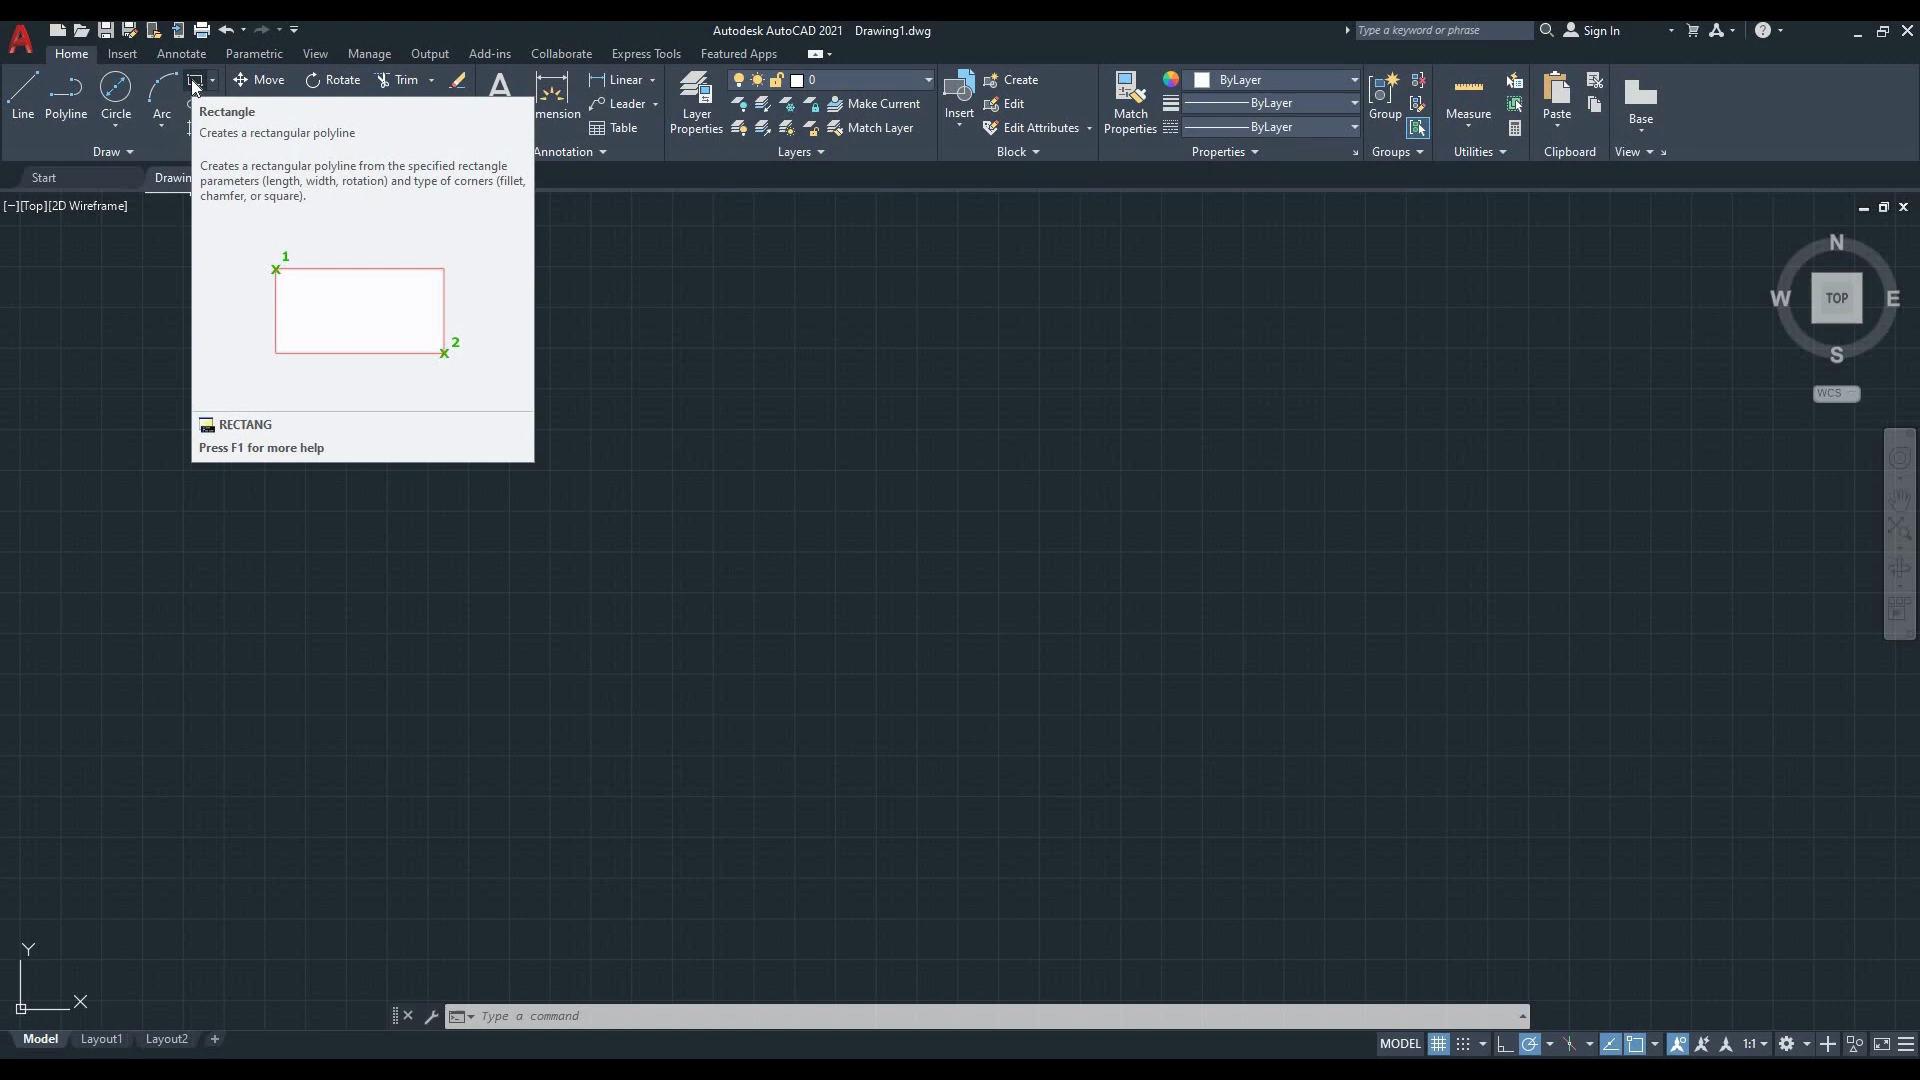 Autodesk AutoCAD 2021 Drawing1.dwg
Type a keyword or phrase
Sign In
Home Insert Annotate Parametric View Manage Output Add-ins Collaborate Express Tools Featured Apps
Line Polyline Circle Arc
Move Rotate Trim
Draw
mension
Linear
Leader
Table
Annotation
Layer
Properties
0
Make Current
Match Layer
Layers
Insert
Create
Edit
Edit Attributes
Block
Match
Properties
ByLayer
ByLayer
ByLayer
Properties
Group
Groups
Measure
Utilities
Paste
Clipboard
Base
View
Start
Drawin
[−][Top][2D Wireframe]
Rectangle
Creates a rectangular polyline
Creates a rectangular polyline from the specified rectangle
parameters (length, width, rotation) and type of corners (fillet,
chamfer, or square).
1
2
RECTANG
Press F1 for more help
N
W TOP E
S
WCS
Y
X
Type a command
Model Layout1 Layout2 +
MODEL
1:1